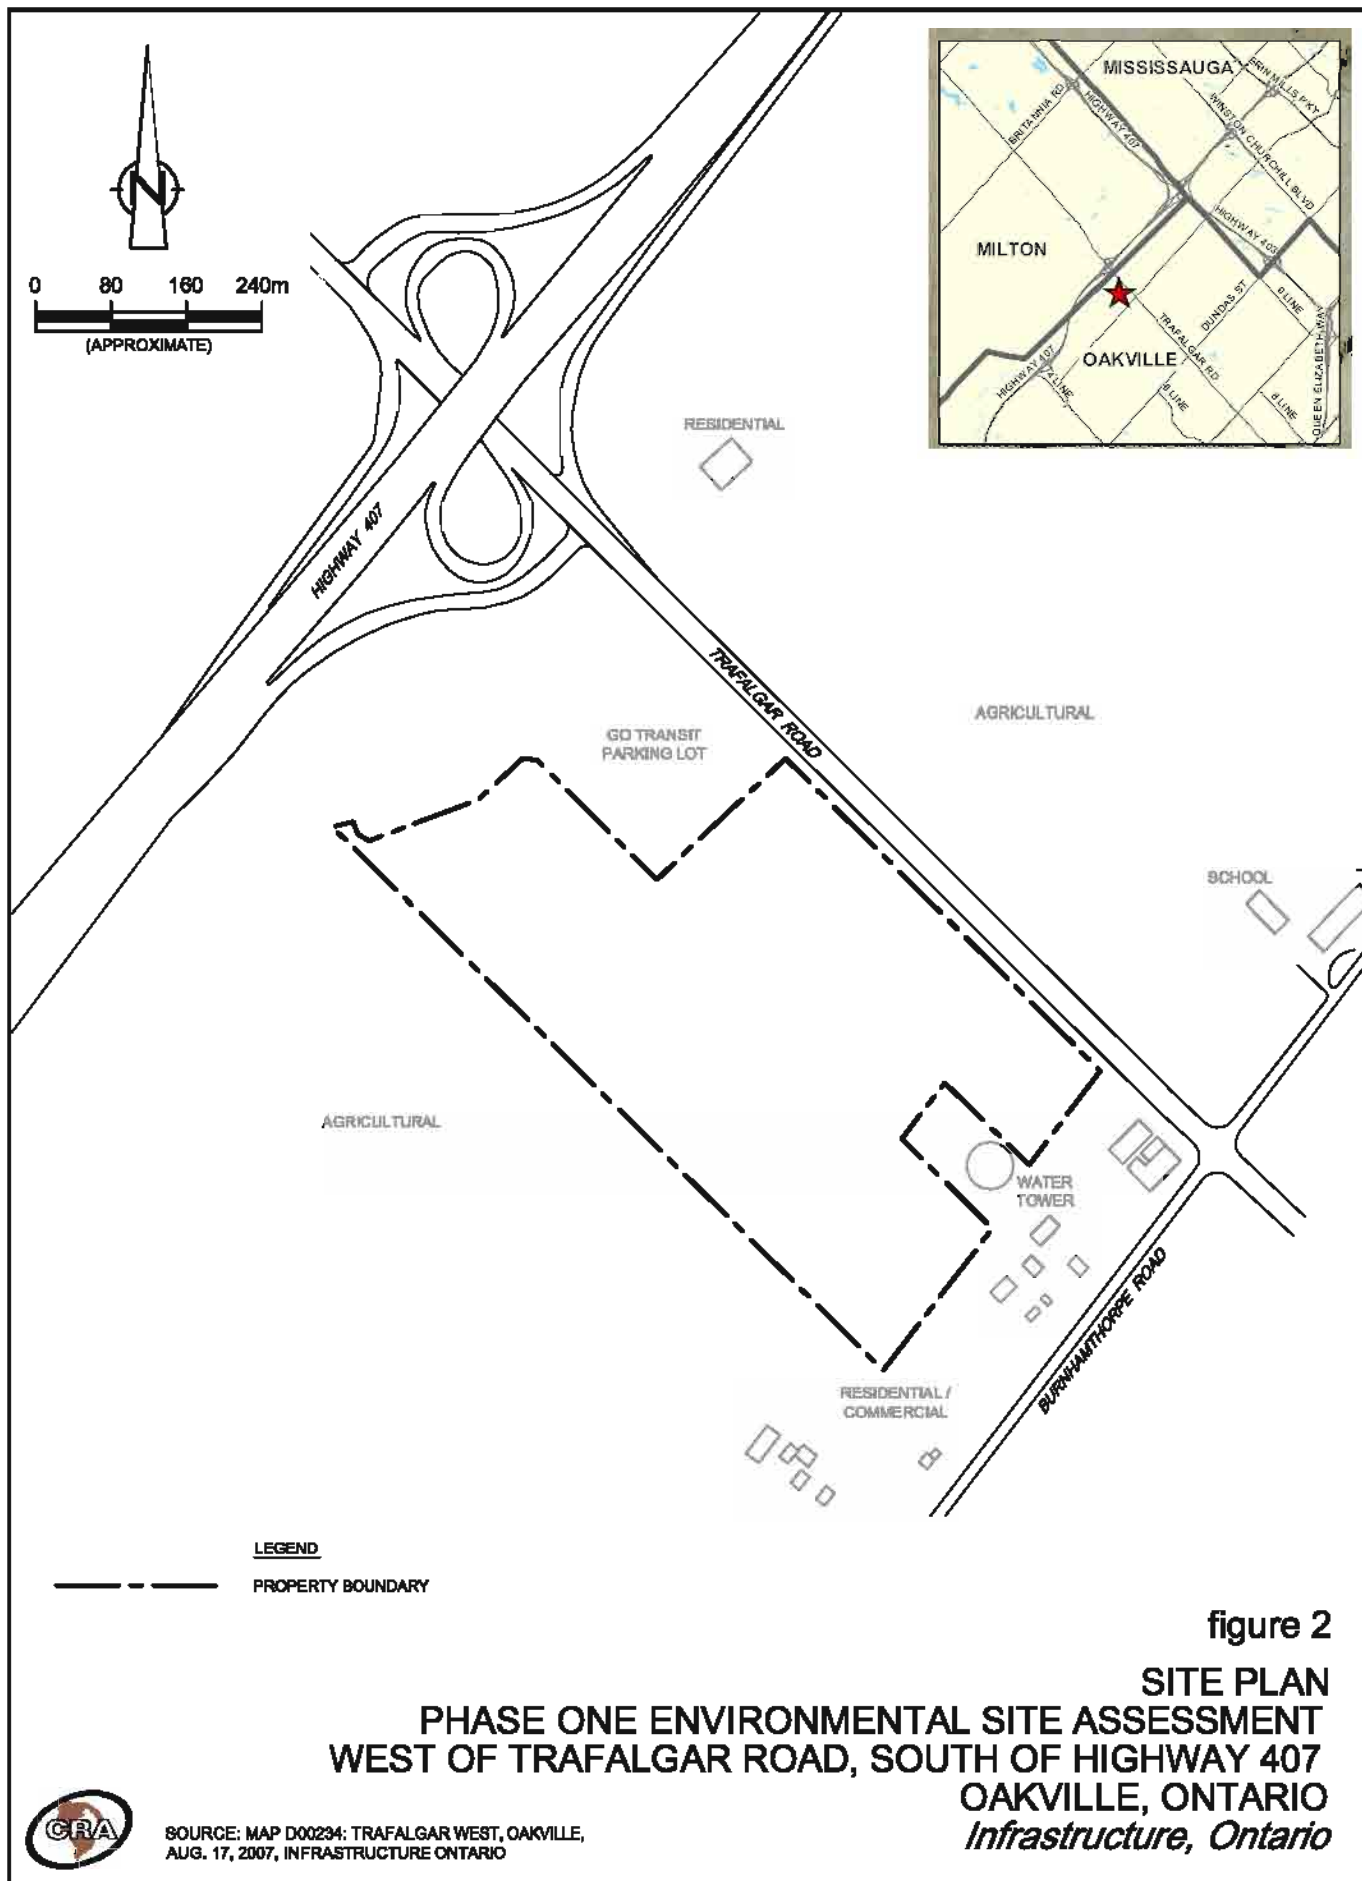 N
0 80 160 240m
(APPROXIMATE)
MISSISSAUGA
ERIN MILLS PKY
BRITANNIA RD
HIGHWAY 407
WINSTON CHURCHILL BLVD
HIGHWAY 403
MILTON
DUNDAS ST
9 LINE
TRAFALGAR RD
QUEEN ELIZABETH WAY
OAKVILLE
HIGHWAY 407
4 LINE
6 LINE
8 LINE
RESIDENTIAL
HIGHWAY 407
TRAFALGAR ROAD
AGRICULTURAL
GO TRANSIT
PARKING LOT
SCHOOL
AGRICULTURAL
WATER
TOWER
BURNHAMTHORPE ROAD
RESIDENTIAL /
COMMERCIAL
LEGEND
PROPERTY BOUNDARY
figure 2
SITE PLAN
PHASE ONE ENVIRONMENTAL SITE ASSESSMENT
WEST OF TRAFALGAR ROAD, SOUTH OF HIGHWAY 407
OAKVILLE, ONTARIO
Infrastructure, Ontario
CRA
SOURCE: MAP D00234: TRAFALGAR WEST, OAKVILLE,
AUG. 17, 2007, INFRASTRUCTURE ONTARIO